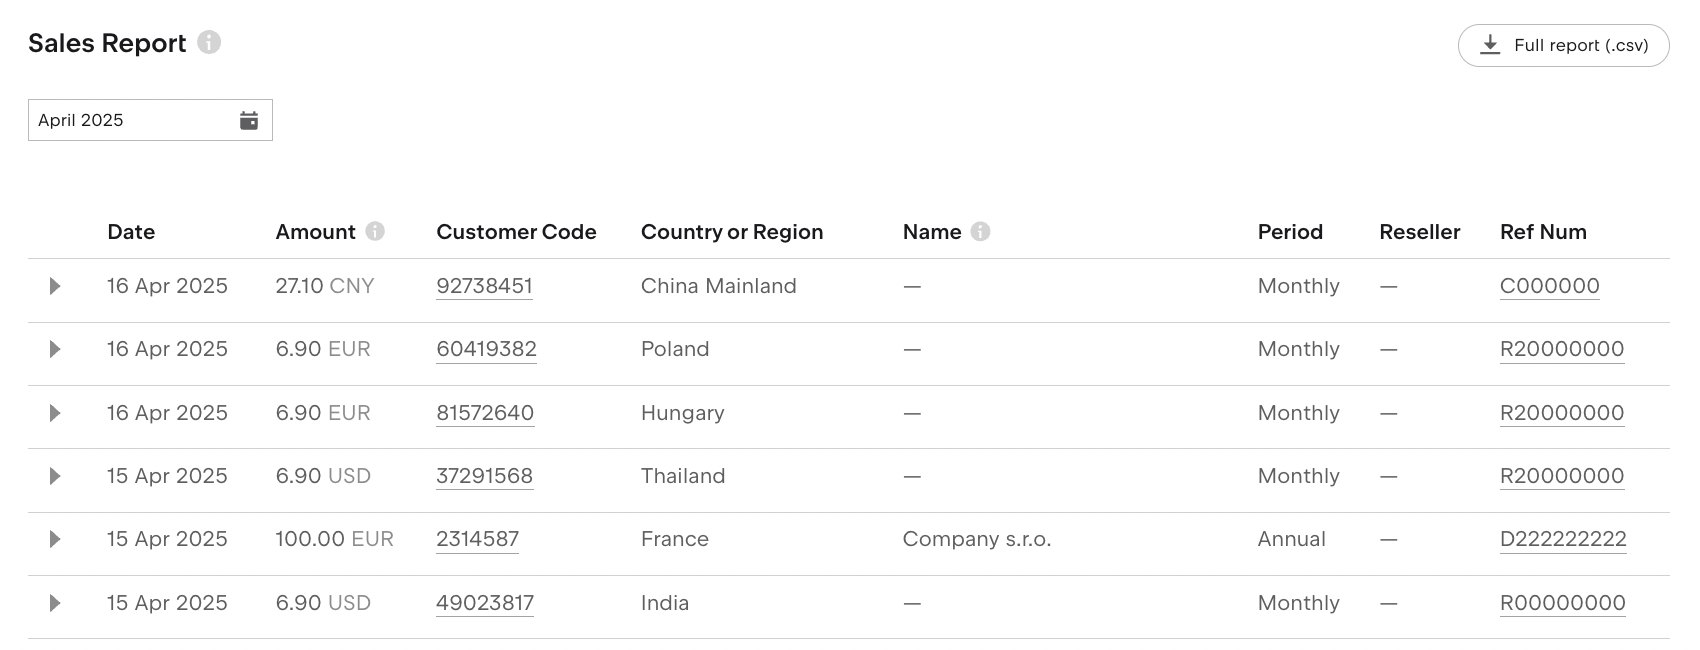 Sales Report
Full report (.csv)
April 2025
Date Amount Customer Code Country or Region Name Period Reseller Ref Num
16 Apr 2025 27.10 CNY 92738451 China Mainland — Monthly — C000000
16 Apr 2025 6.90 EUR 60419382 Poland — Monthly — R20000000
16 Apr 2025 6.90 EUR 81572640 Hungary — Monthly — R20000000
15 Apr 2025 6.90 USD 37291568 Thailand — Monthly — R20000000
15 Apr 2025 100.00 EUR 2314587 France Company s.r.o. Annual — D222222222
15 Apr 2025 6.90 USD 49023817 India — Monthly — R00000000